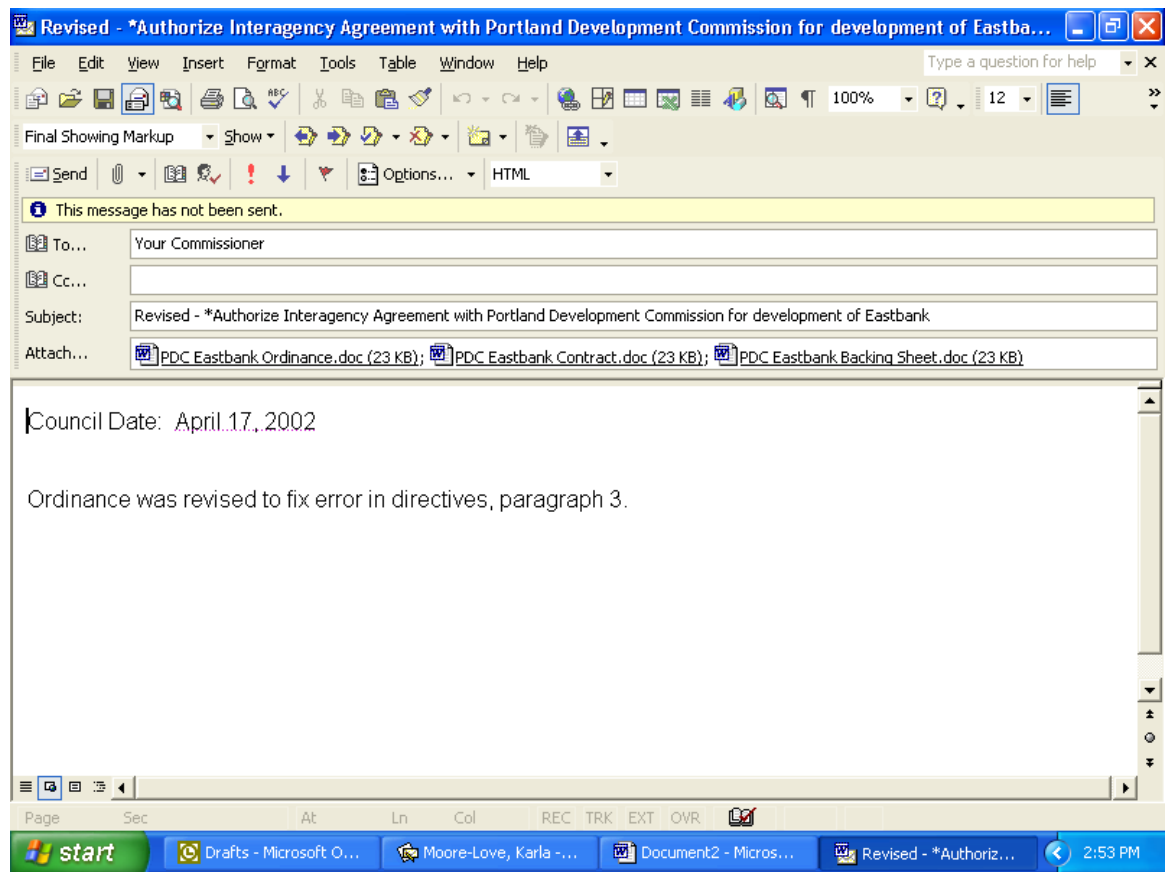 Revised - *Authorize Interagency Agreement with Portland Development Commission for development of Eastba...
File Edit View Insert Format Tools Table Window Help Type a question for help
100% 12
Final Showing Markup Show
Send Options... HTML
This message has not been sent.
To... Your Commissioner
Cc...
Subject: Revised - *Authorize Interagency Agreement with Portland Development Commission for development of Eastbank
Attach... PDC Eastbank Ordinance.doc (23 KB); PDC Eastbank Contract.doc (23 KB); PDC Eastbank Backing Sheet.doc (23 KB)
Council Date: April 17, 2002
Ordinance was revised to fix error in directives, paragraph 3.
Page Sec At Ln Col REC TRK EXT OVR
start Drafts - Microsoft O... Moore-Love, Karla -... Document2 - Micros... Revised - *Authoriz... 2:53 PM